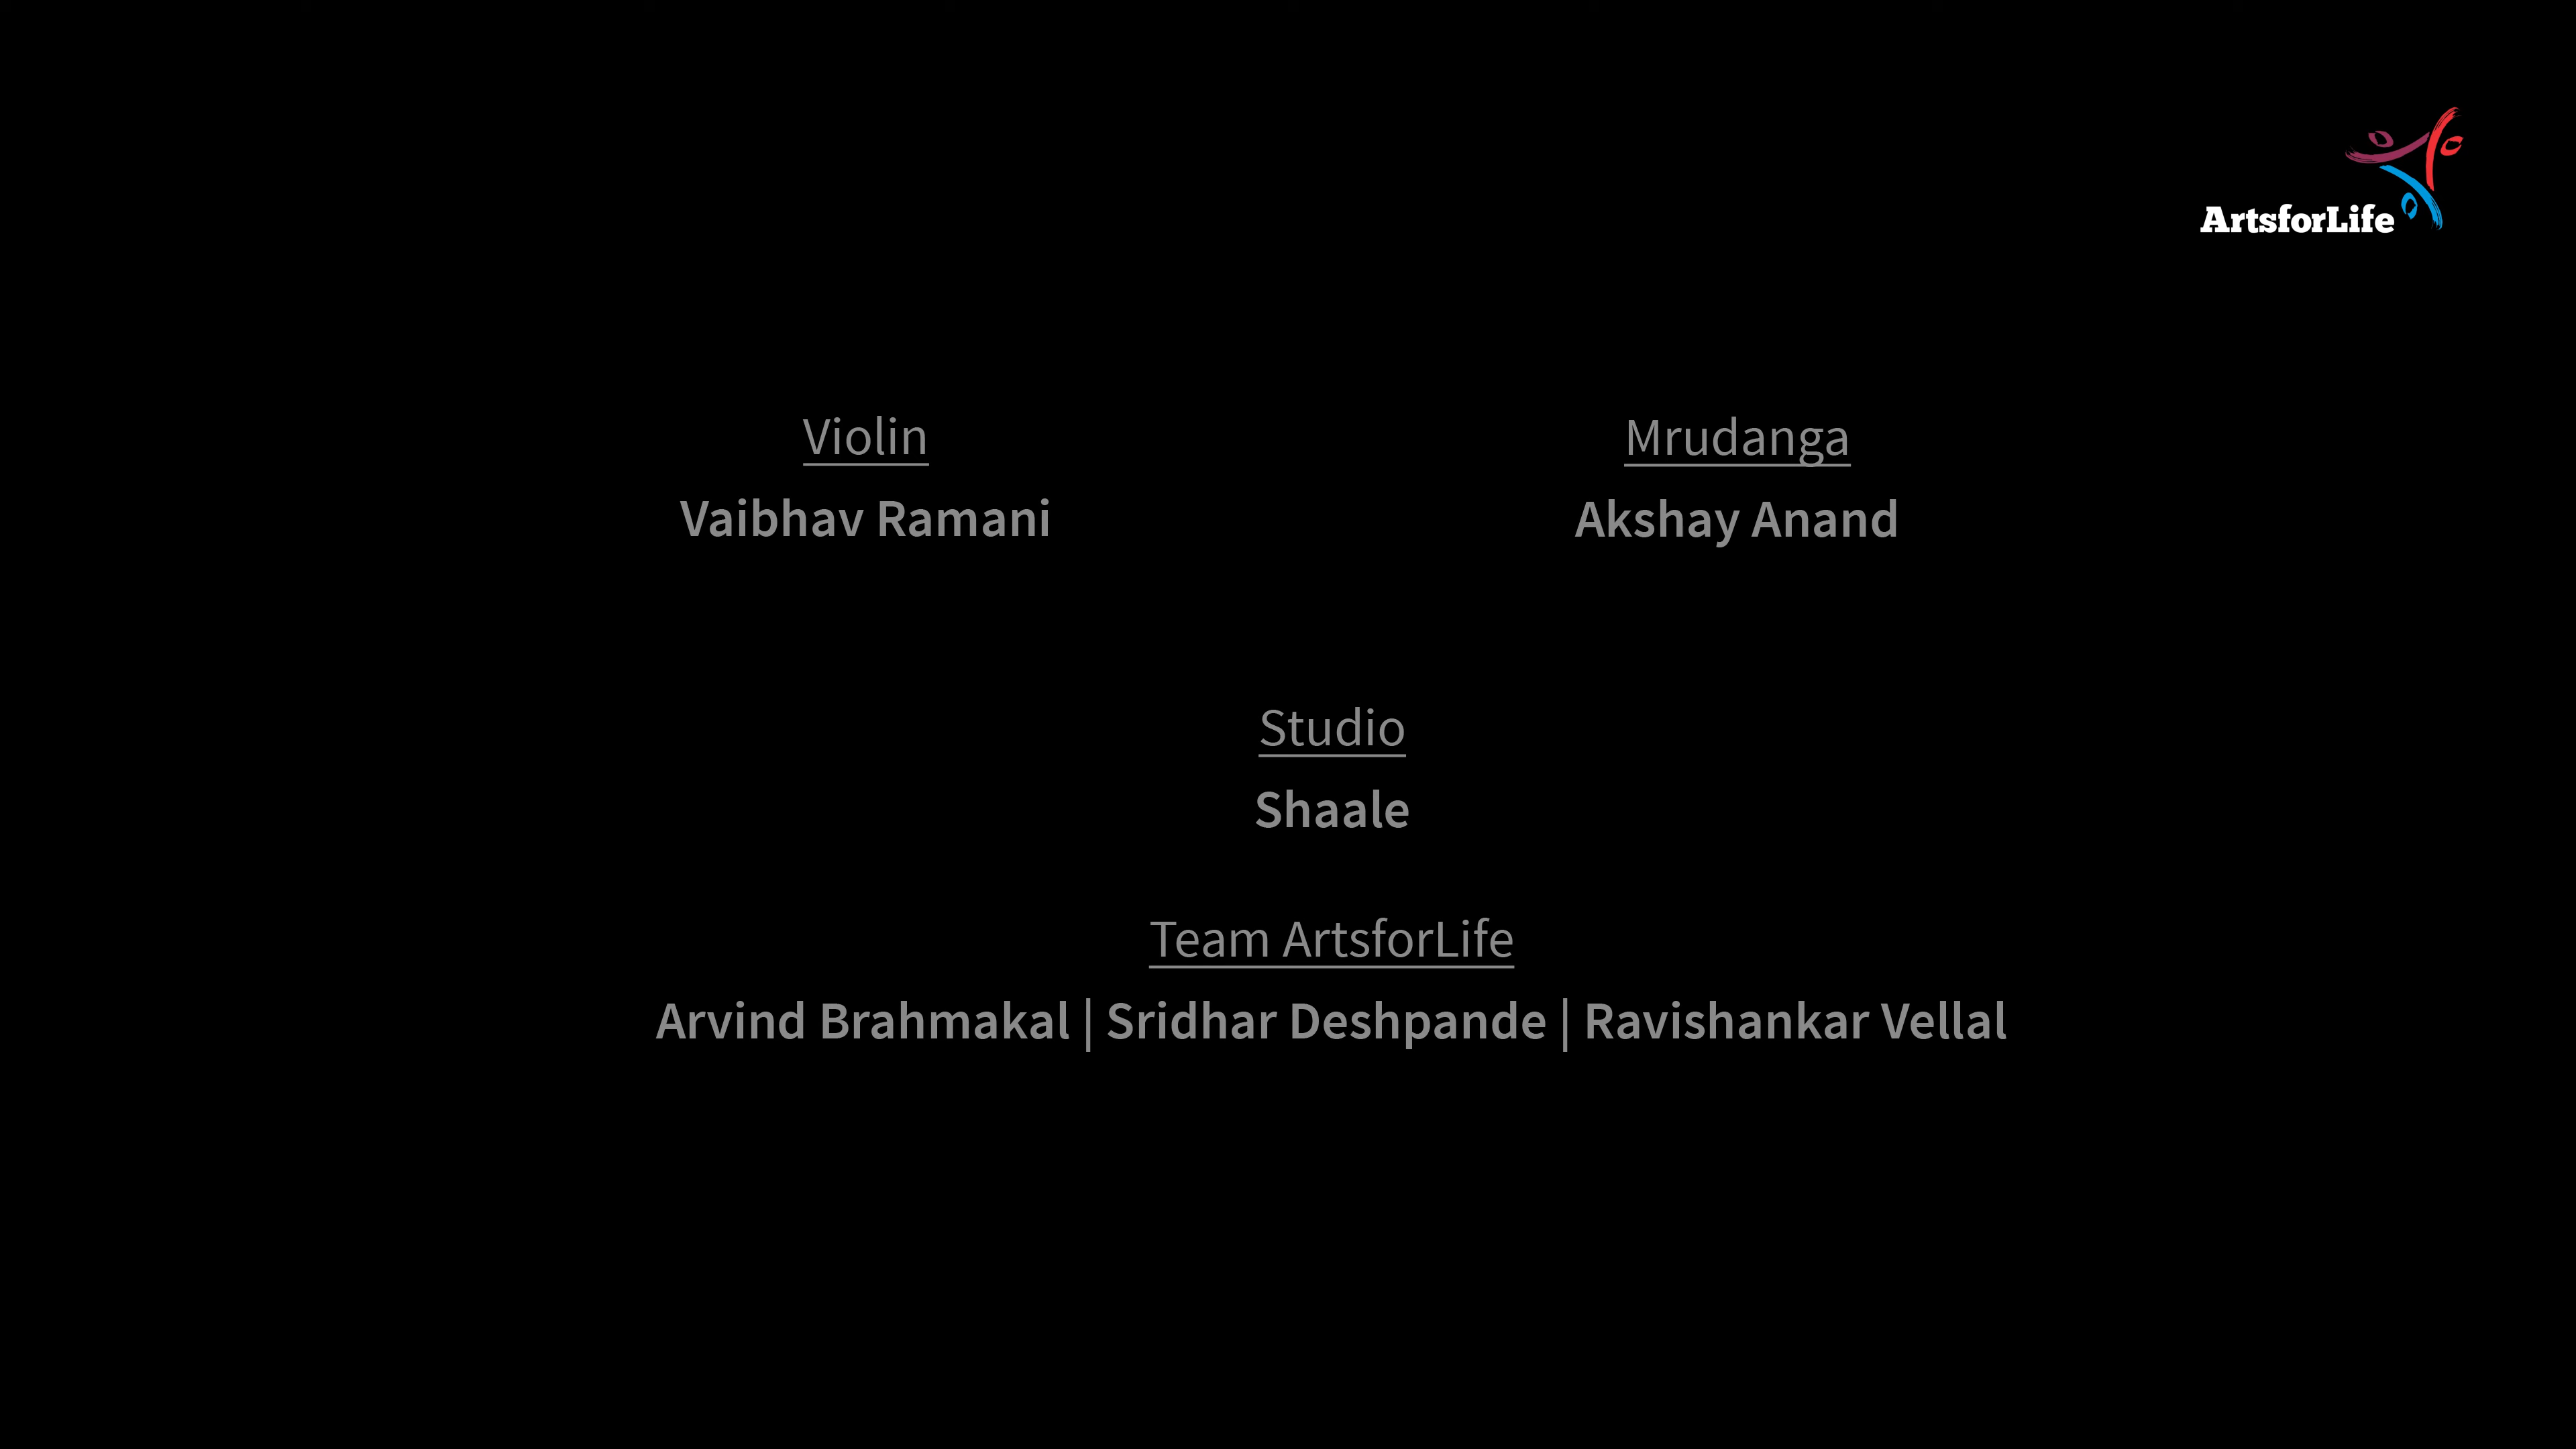 ArtsforLife
Violin
Vaibhav Ramani
Mrudanga
Akshay Anand
Studio
Shaale
Team ArtsforLife
Arvind Brahmakal | Sridhar Deshpande | Ravishankar Vellal